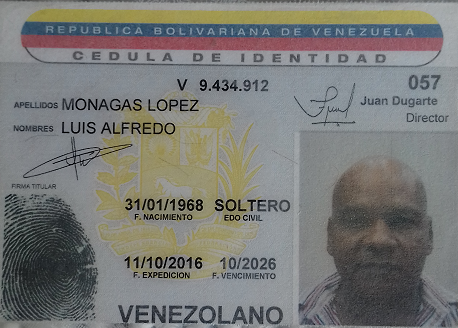 REPUBLICA BOLIVARIANA DE VENEZUELA
CEDULA DE IDENTIDAD
V 9.434.912
057
APELLIDOS MONAGAS LOPEZ
Juan Dugarte
Director
NOMBRES LUIS ALFREDO
FIRMA TITULAR
31/01/1968 SOLTERO
F. NACIMIENTO EDO CIVIL
11/10/2016 10/2026
F. EXPEDICION F. VENCIMIENTO
VENEZOLANO